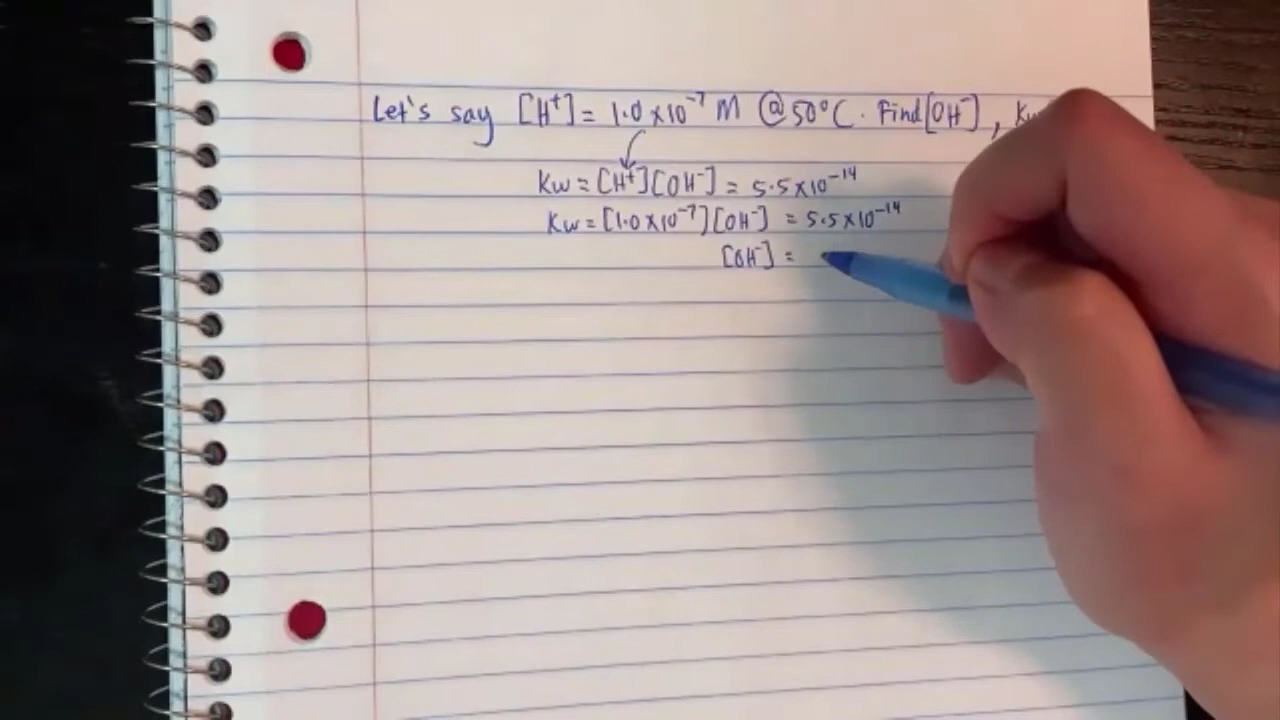 Let's say [H⁺] = 1.0 x 10⁻⁷ M @ 50°C. Find [OH⁻], Kw
Kw = [H⁺][OH⁻] = 5.5 x 10⁻¹⁴
Kw = [1.0 x 10⁻⁷][OH⁻] = 5.5 x 10⁻¹⁴
[OH⁻] =